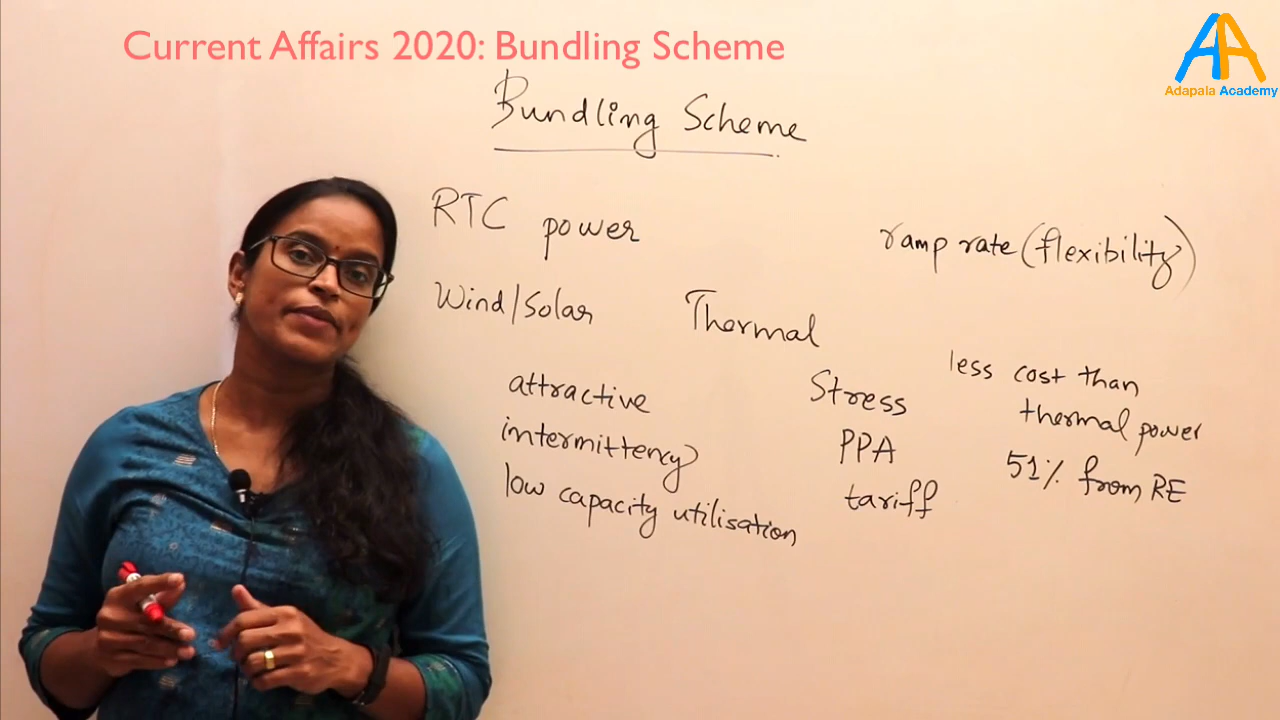 Current Affairs 2020: Bundling Scheme
AA
Adapala Academy
Bundling Scheme
RTC power
ramp rate (flexibility)
Wind/Solar
Thermal
attractive
intermittency
low capacity utilisation
Stress
PPA
tariff
less cost than
thermal power
51% from RE